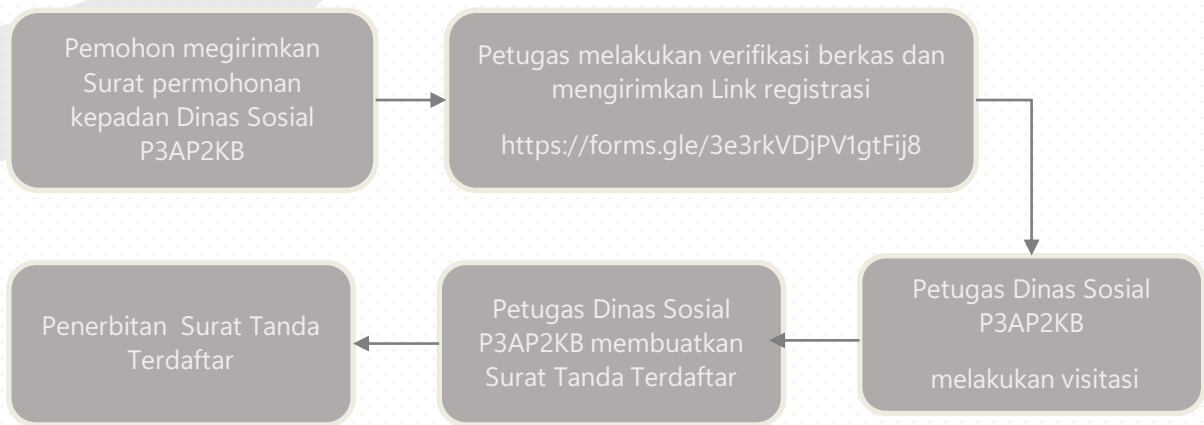 Pemohon megirimkan
Surat permohonan
kepadan Dinas Sosial
P3AP2KB
Petugas melakukan verifikasi berkas dan
mengirimkan Link registrasi
https://forms.gle/3e3rkVDjPV1gtFij8
Petugas Dinas Sosial
P3AP2KB
melakukan visitasi
Petugas Dinas Sosial
P3AP2KB membuatkan
Surat Tanda Terdaftar
Penerbitan Surat Tanda
Terdaftar